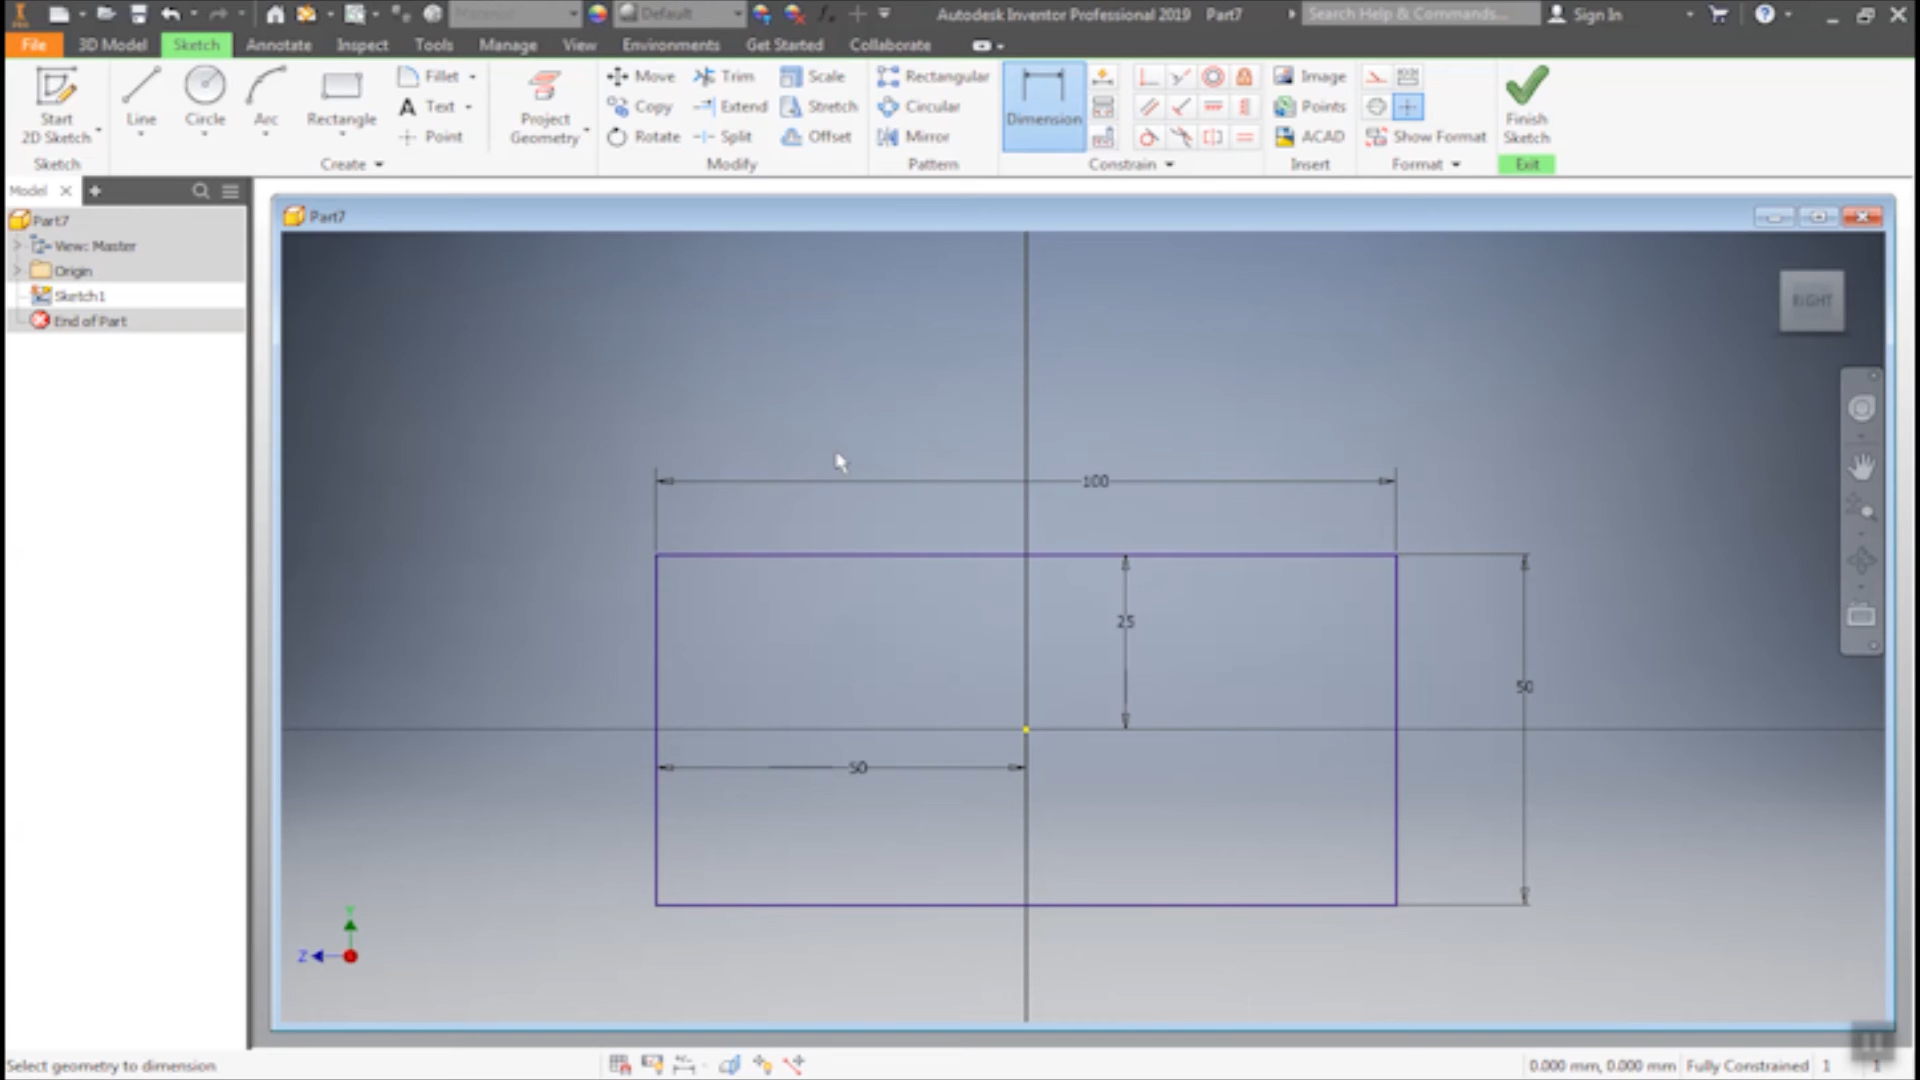 Default Autodesk Inventor Professional 2019 Part7 Search Help & Commands... Sign In
File 3D Model Sketch Annotate Inspect Tools Manage View Environments Get Started Collaborate
Start 2D Sketch Line Circle Arc Rectangle Fillet Text Point
Project Geometry
Move Trim Scale
Copy Extend Stretch
Rotate Split Offset
Rectangular
Circular
Mirror
Dimension
Image
Points
ACAD
Show Format
Finish Sketch
Sketch Create Modify Pattern Constrain Insert Format Exit
Model
Part7
View: Master
Origin
Sketch1
End of Part
Part7
RIGHT
100
25
50
50
Y
Z
Select geometry to dimension
0.000 mm, 0.000 mm Fully Constrained 1 1